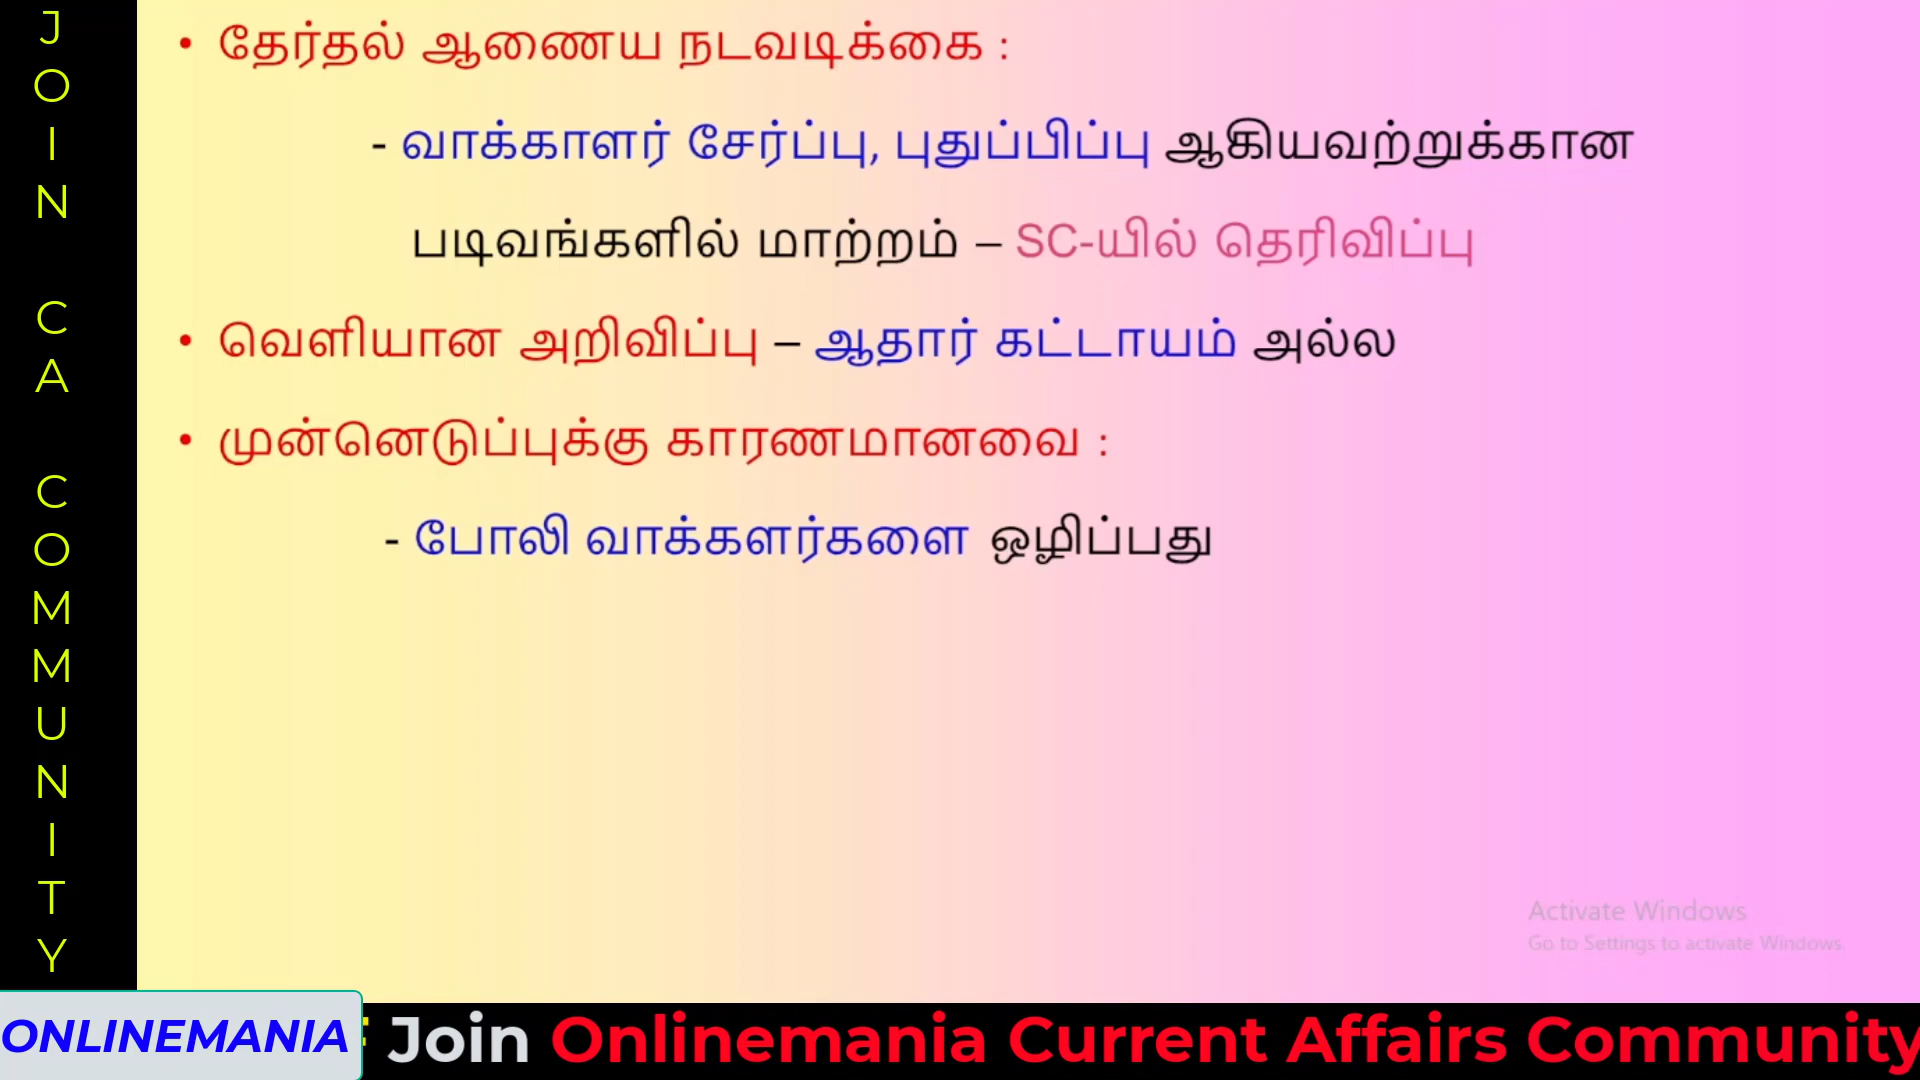 JOIN CA COMMUNITY
• தேர்தல் ஆணைய நடவடிக்கை :
- வாக்காளர் சேர்ப்பு, புதுப்பிப்பு ஆகியவற்றுக்கான
படிவங்களில் மாற்றம் – SC-யில் தெரிவிப்பு
• வெளியான அறிவிப்பு – ஆதார் கட்டாயம் அல்ல
• முன்னெடுப்புக்கு காரணமானவை :
- போலி வாக்களர்களை ஒழிப்பது
Activate Windows
Go to Settings to activate Windows.
ONLINEMANIA Join Onlinemania Current Affairs Community